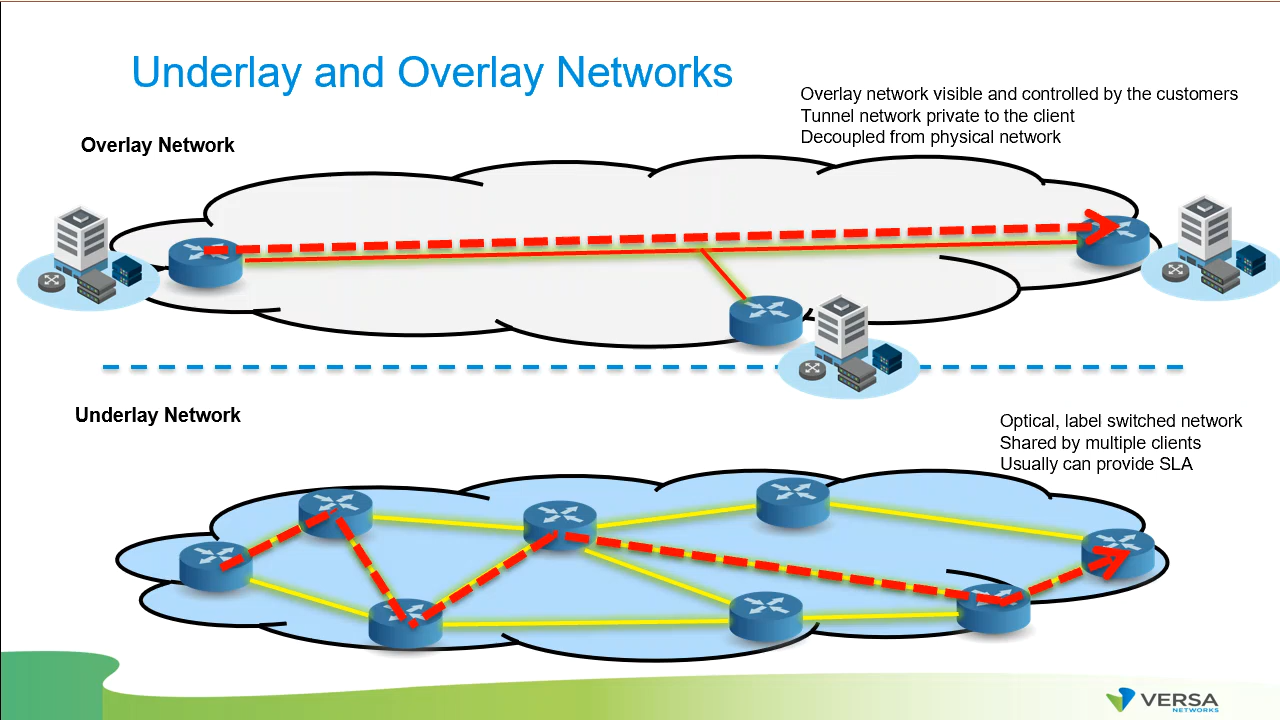 Underlay and Overlay Networks
Overlay network visible and controlled by the customers
Tunnel network private to the client
Decoupled from physical network
Overlay Network
Underlay Network
Optical, label switched network
Shared by multiple clients
Usually can provide SLA
VERSA
NETWORKS